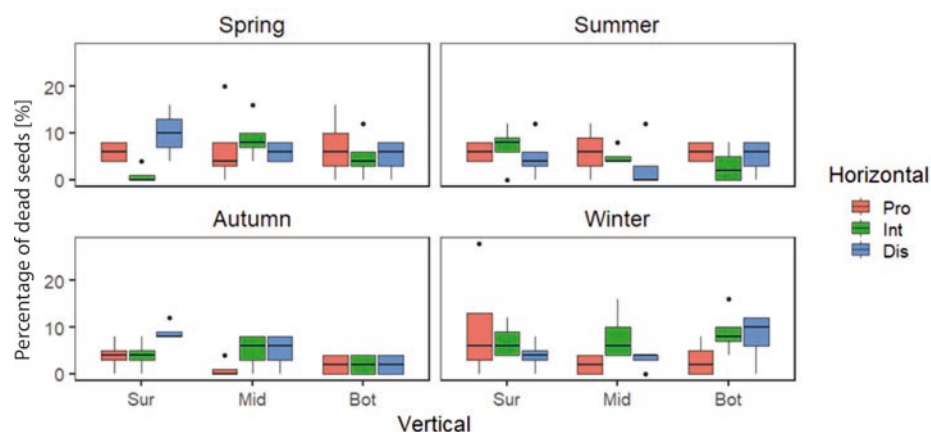 Spring
Summer
Percentage of dead seeds [%]
20
10
0
Autumn
Winter
20
10
0
Sur
Mid
Bot
Sur
Mid
Bot
Vertical
Horizontal
Pro
Int
Dis